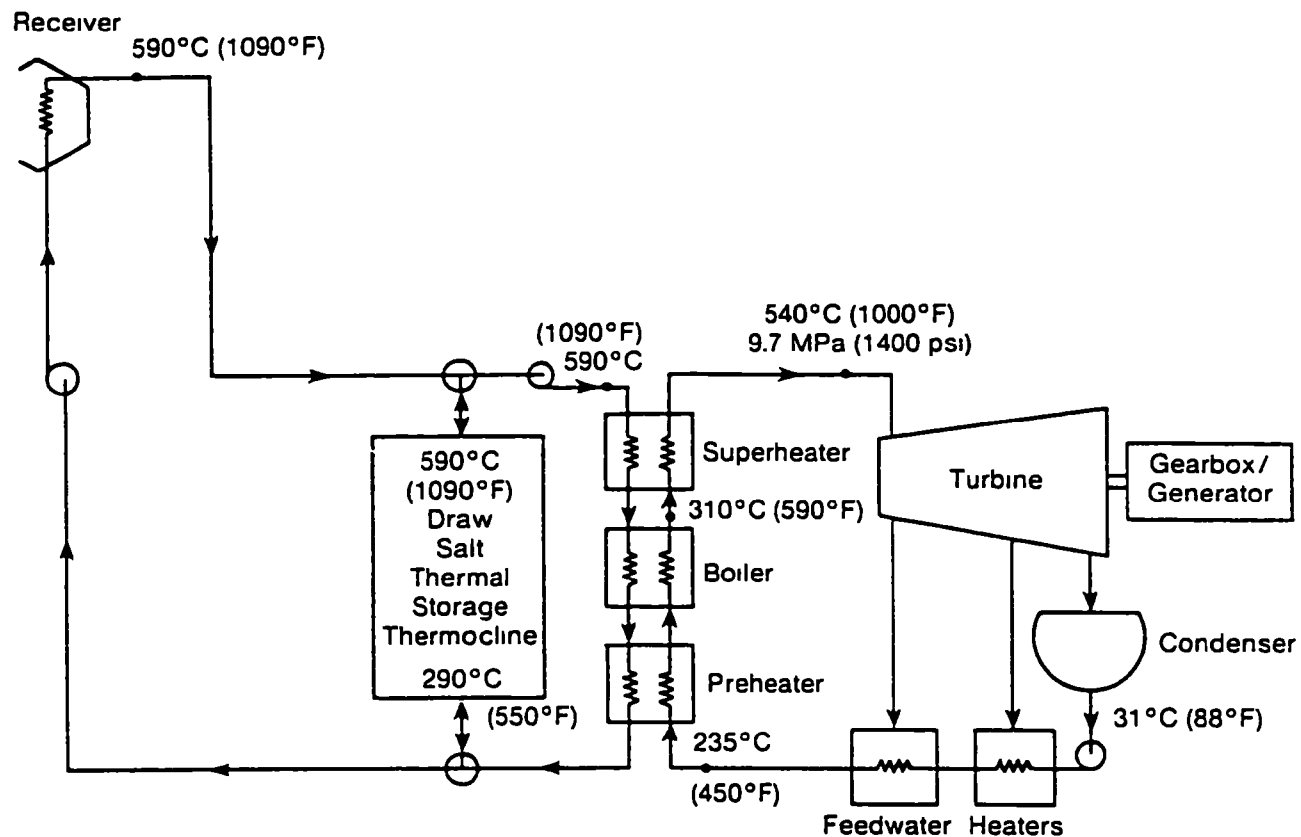 Receiver
590°C (1090°F)
(1090°F)
590°C
540°C (1000°F)
9.7 MPa (1400 psi)
Superheater
310°C (590°F)
Boiler
Preheater
590°C
(1090°F)
Draw
Salt
Thermal
Storage
Thermocline
290°C
(550°F)
235°C
(450°F)
Turbine
Gearbox/
Generator
Condenser
31°C (88°F)
Feedwater Heaters